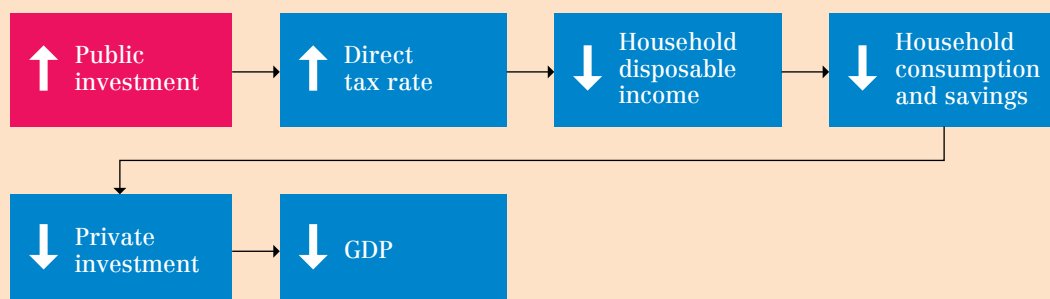 Public
investment
Direct
tax rate
Household
disposable
income
Household
consumption
and savings
Private
investment
GDP